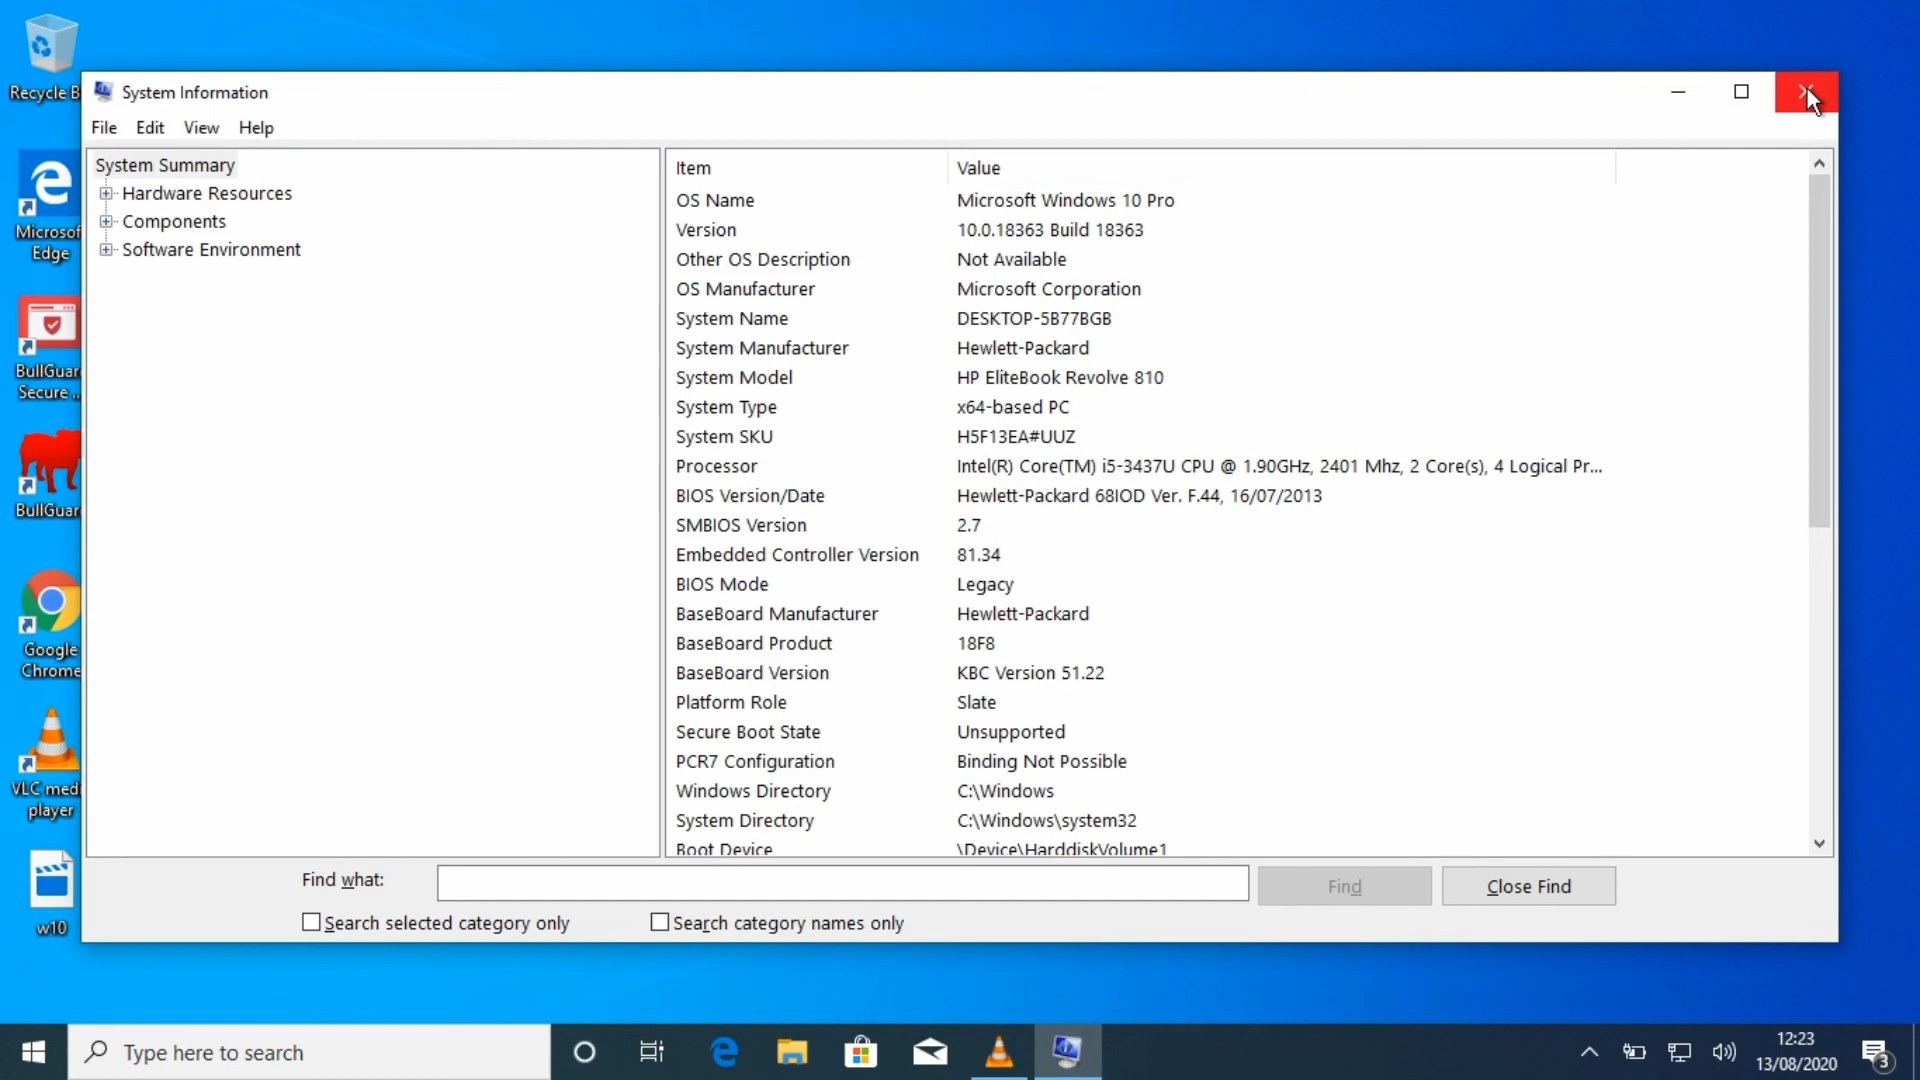 Recycle B
Microsof
Edge
BullGuar
Secure ..
BullGuar
Google
Chrome
VLC medi
player
w10
System Information
File Edit View Help
System Summary
Hardware Resources
Components
Software Environment
Item Value
OS Name Microsoft Windows 10 Pro
Version 10.0.18363 Build 18363
Other OS Description Not Available
OS Manufacturer Microsoft Corporation
System Name DESKTOP-5B77BGB
System Manufacturer Hewlett-Packard
System Model HP EliteBook Revolve 810
System Type x64-based PC
System SKU H5F13EA#UUZ
Processor Intel(R) Core(TM) i5-3437U CPU @ 1.90GHz, 2401 Mhz, 2 Core(s), 4 Logical Pr...
BIOS Version/Date Hewlett-Packard 68IOD Ver. F.44, 16/07/2013
SMBIOS Version 2.7
Embedded Controller Version 81.34
BIOS Mode Legacy
BaseBoard Manufacturer Hewlett-Packard
BaseBoard Product 18F8
BaseBoard Version KBC Version 51.22
Platform Role Slate
Secure Boot State Unsupported
PCR7 Configuration Binding Not Possible
Windows Directory C:\Windows
System Directory C:\Windows\system32
Boot Device \Device\HarddiskVolume1
Find what:
Find
Close Find
Search selected category only
Search category names only
Type here to search
12:23
13/08/2020
3